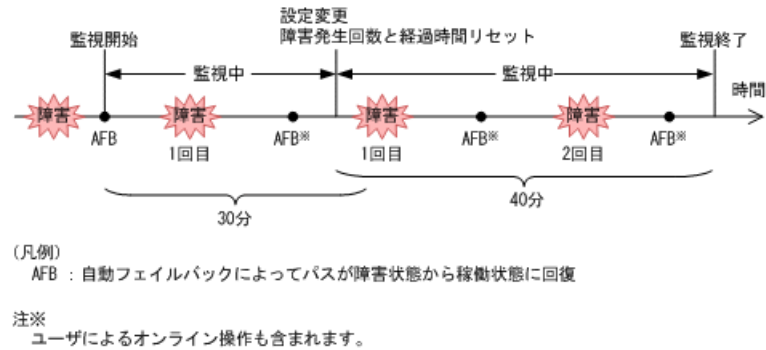 設定変更
障害発生回数と経過時間リセット
監視開始
監視終了
監視中
監視中
時間
障害
障害
障害
障害
AFB
AFB※
AFB※
AFB※
1回目
1回目
2回目
30分
40分
(凡例)
AFB :自動フェイルバックによってパスが障害状態から稼働状態に回復
注※
ユーザによるオンライン操作も含まれます。